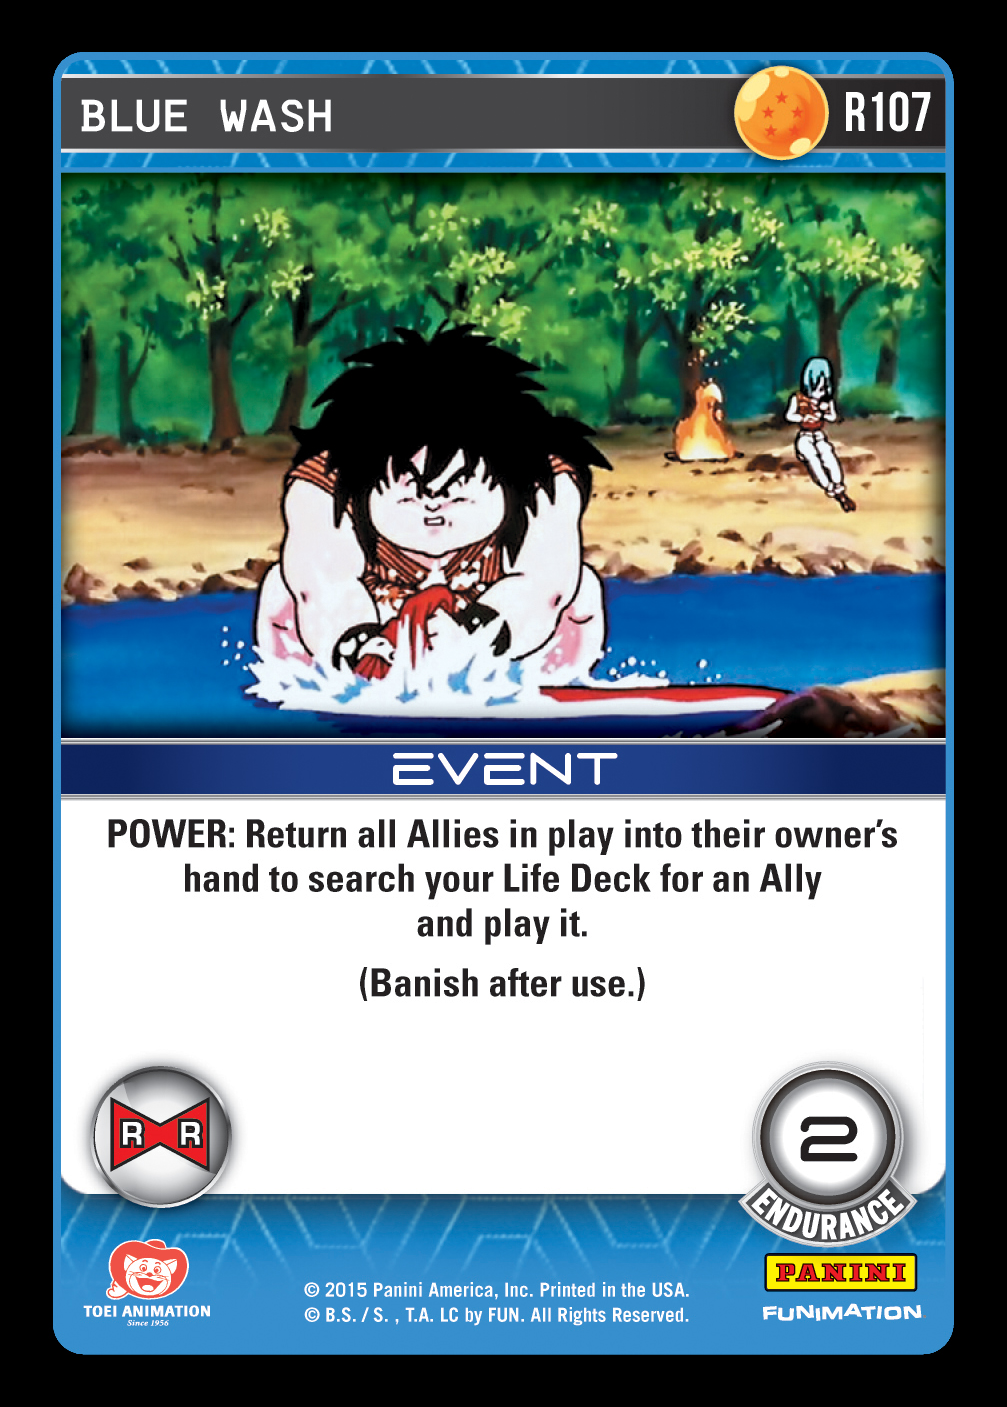 BLUE WASH
R107
EVENT
POWER: Return all Allies in play into their owner's
hand to search your Life Deck for an Ally
and play it.
(Banish after use.)
R R
2
ENDURANCE
TOEI ANIMATION
Since 1956
© 2015 Panini America, Inc. Printed in the USA.
© B.S. / S. , T.A. LC by FUN. All Rights Reserved.
PANINI
FUNIMATION